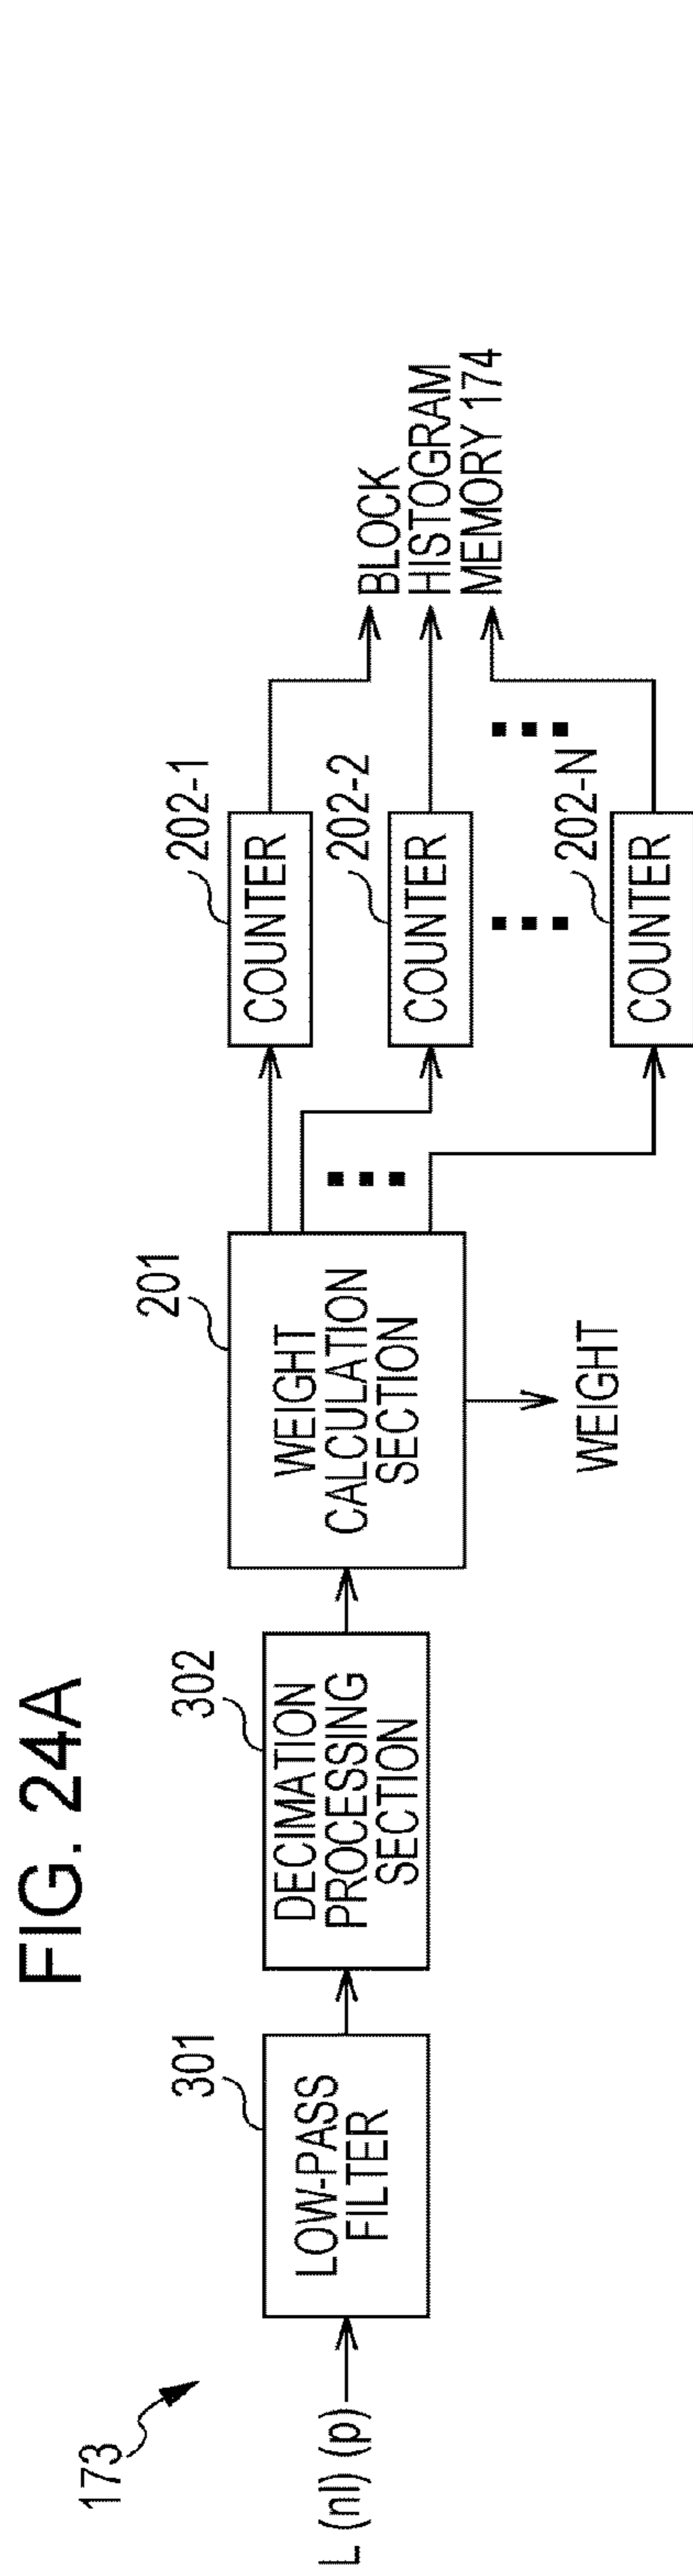 FIG. 24A
173
L (nl) (p)
301
LOW-PASS
FILTER
302
DECIMATION
PROCESSING
SECTION
201
WEIGHT
CALCULATION
SECTION
WEIGHT
202-1
COUNTER
202-2
COUNTER
202-N
COUNTER
BLOCK
HISTOGRAM
MEMORY 174